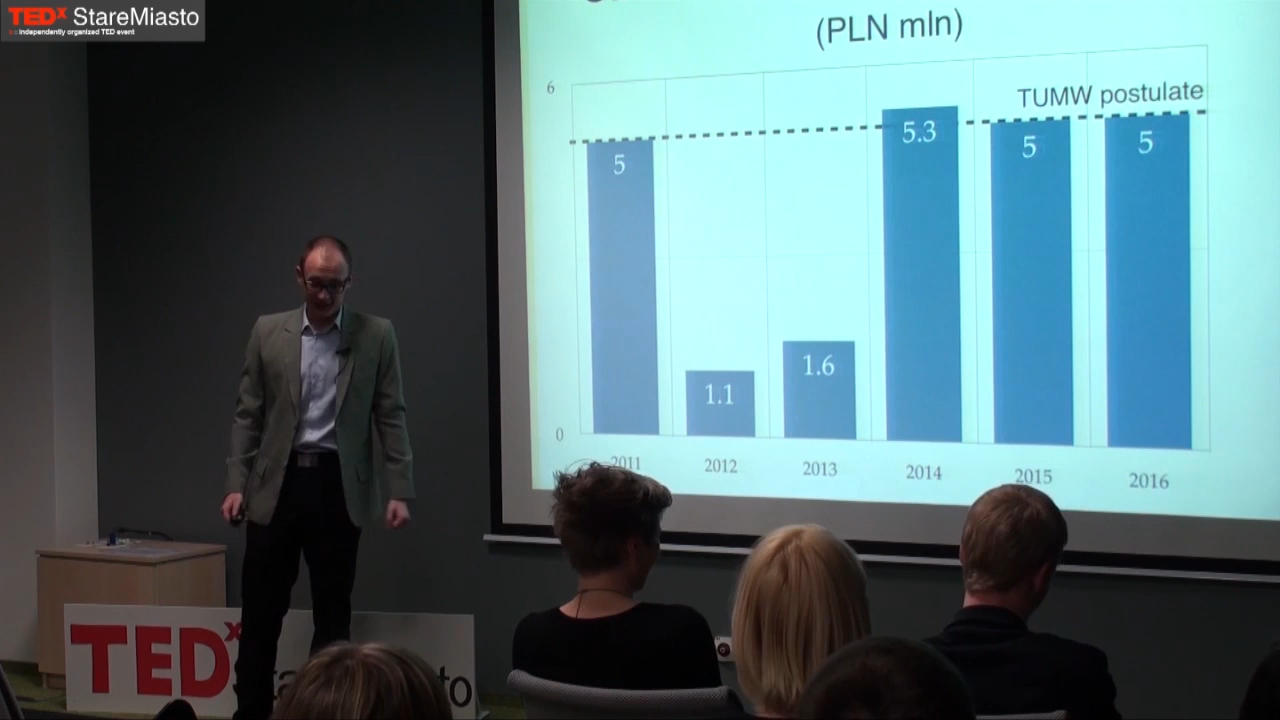 TEDx StareMiasto
x = independently organized TED event
(PLN mln)
6
TUMW postulate
5
1.1
1.6
5.3
5
5
0
2011
2012
2013
2014
2015
2016
TEDx